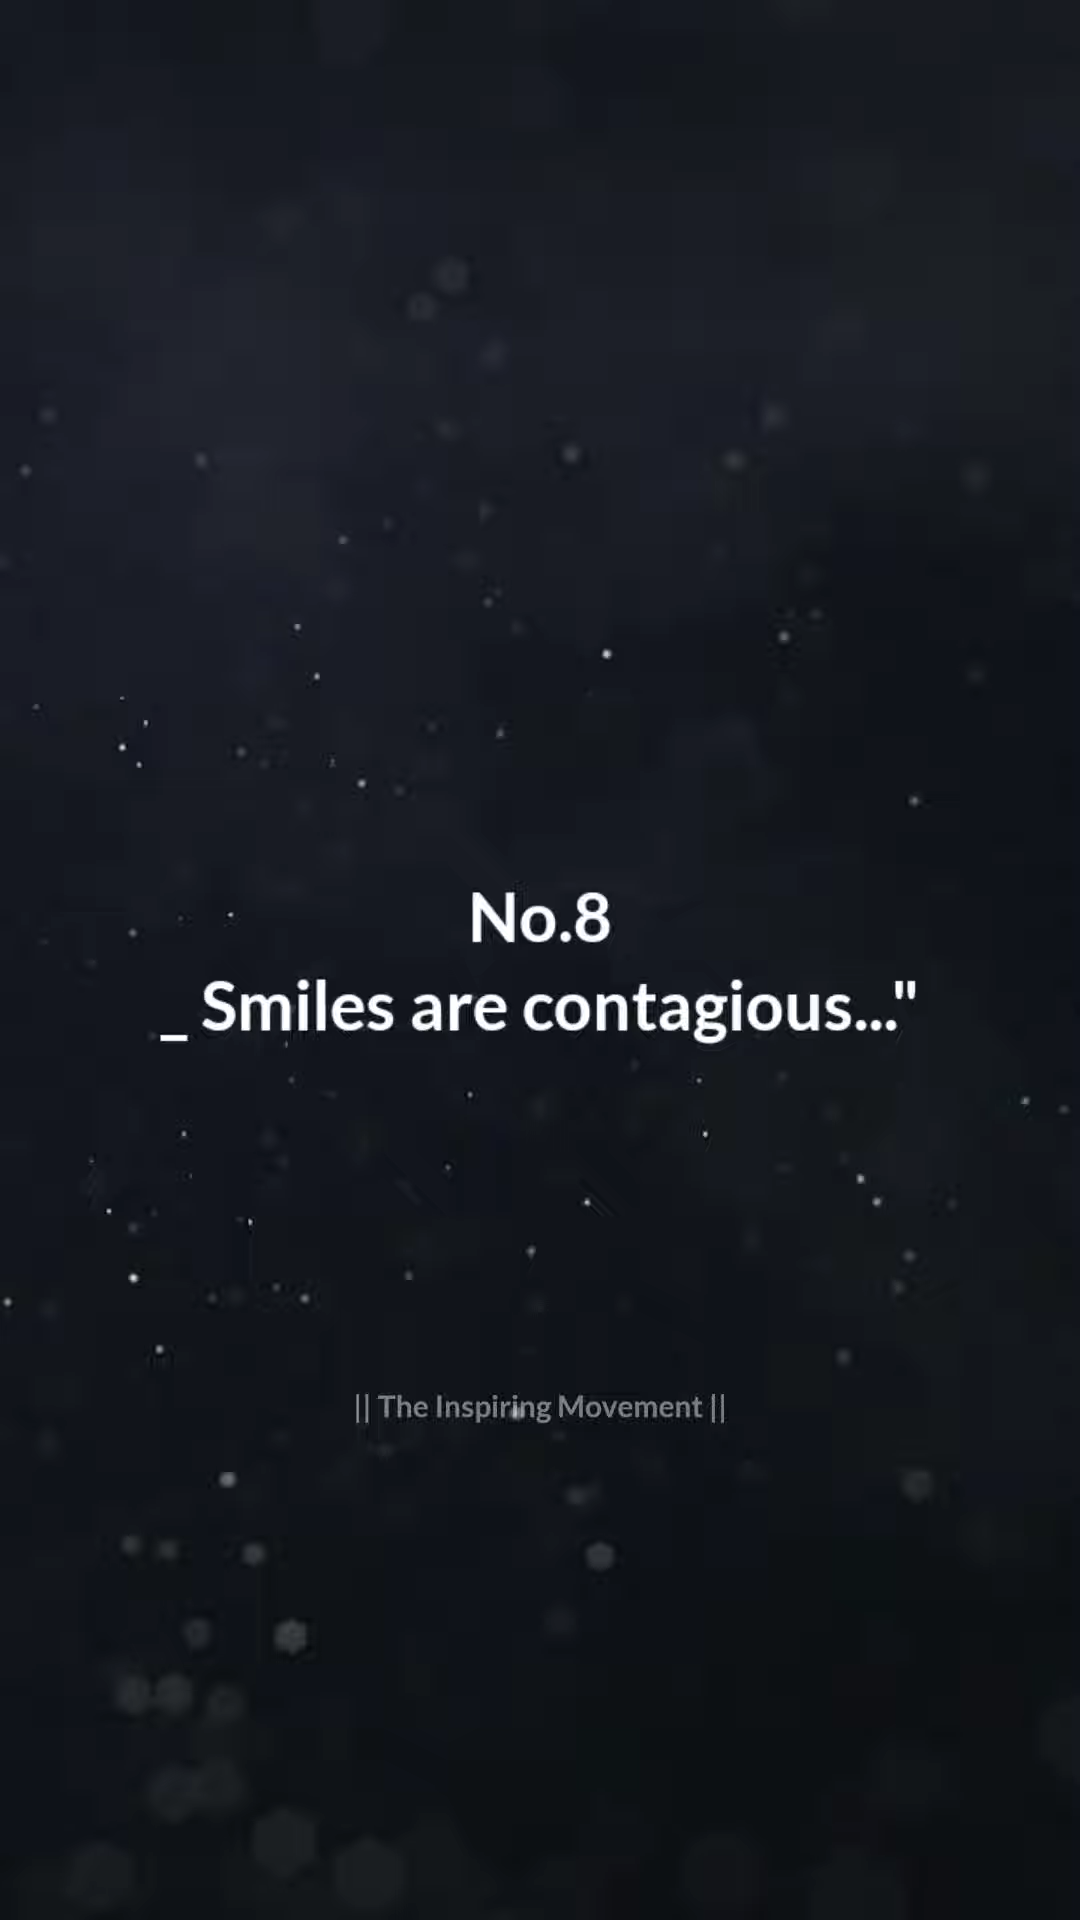 No.8
_ Smiles are contagious..."
|| The Inspiring Movement ||